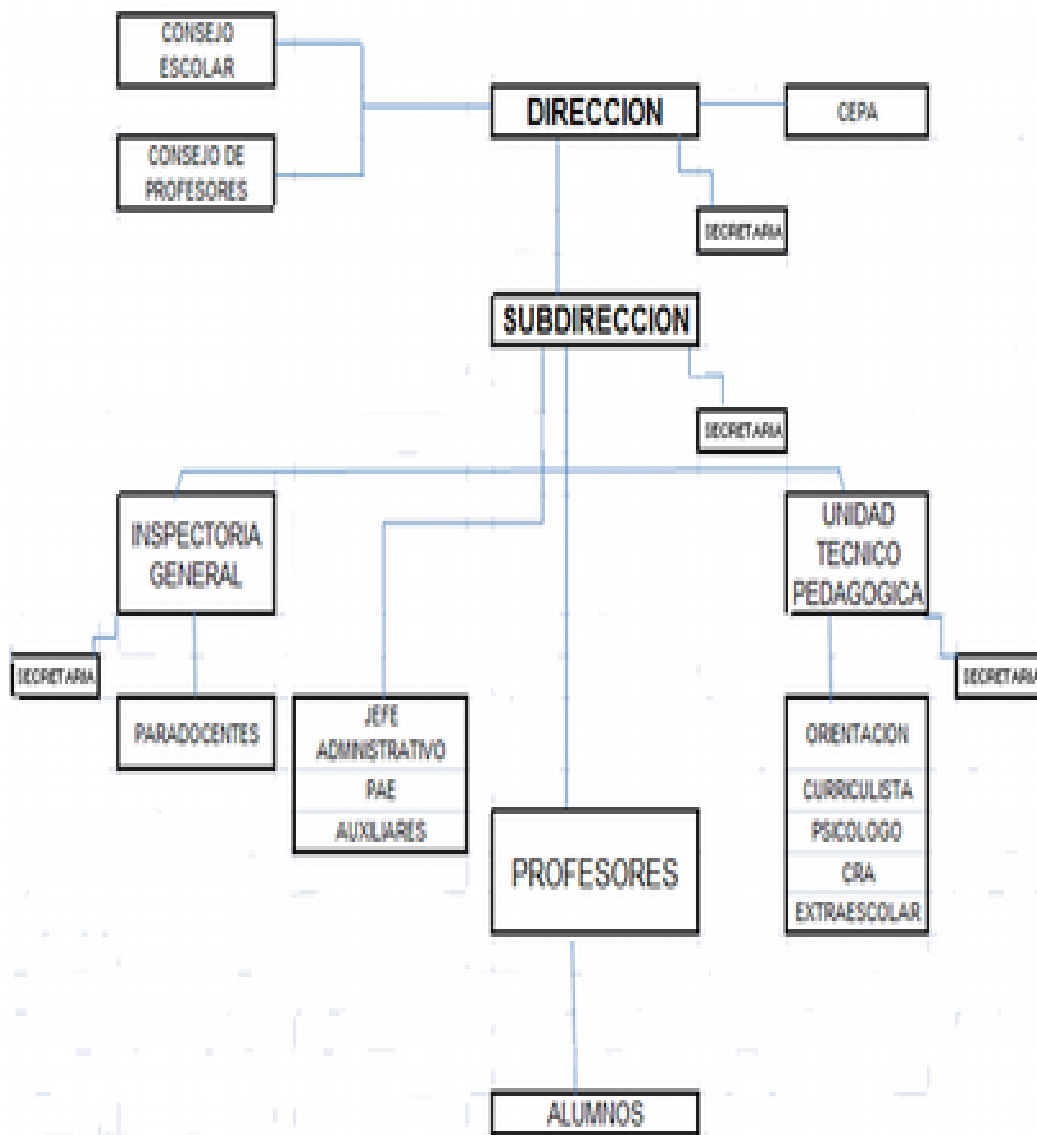 CONSEJO
ESCOLAR
DIRECCION
CEPA
CONSEJO DE
PROFESORES
SECRETARIA
SUBDIRECCION
SECRETARIA
INSPECTORIA
GENERAL
UNIDAD
TECNICO
PEDAGOGICA
SECRETARIA
SECRETARIA
PARADOCENTES
JEFE
ADMNISTRATIVO
PAE
AUXILIARES
ORIENTACION
CURRICULISTA
PSICOLOGO
CRA
EXTRAESCOLAR
PROFESORES
ALUMNOS